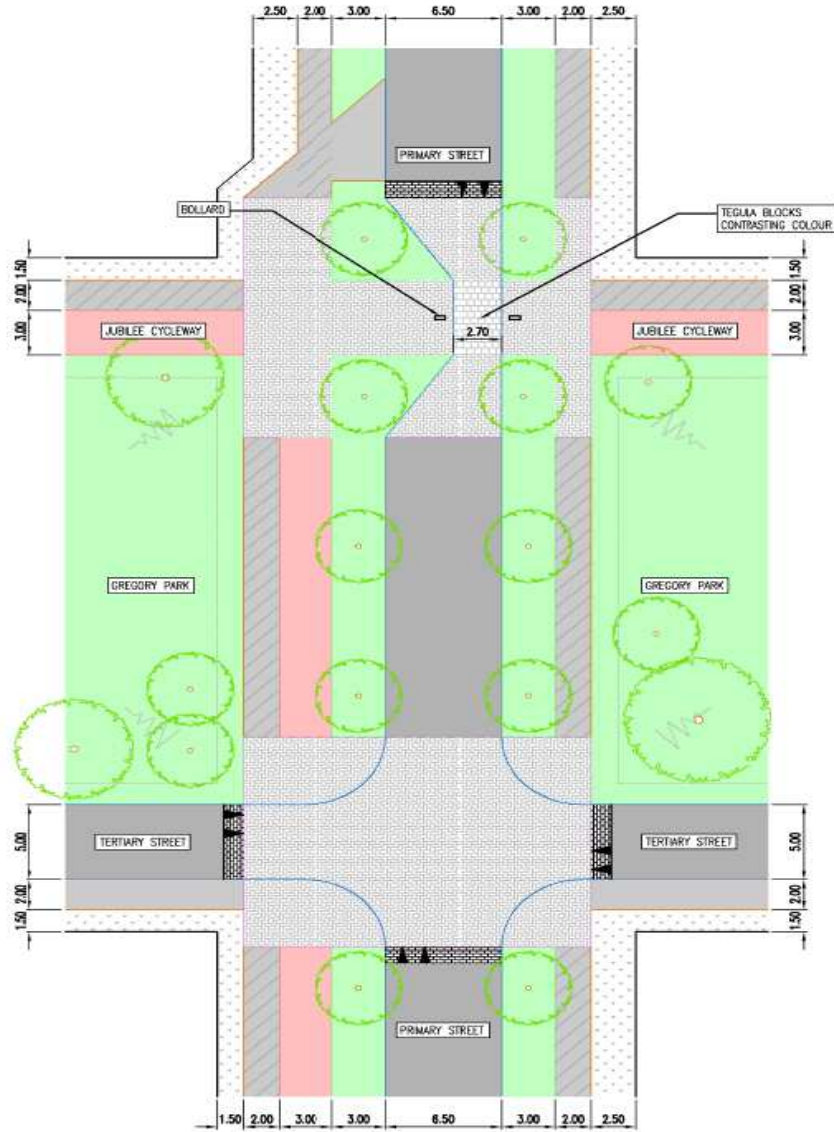 2.50 2.00 3.00 6.50 3.00 2.00 2.50
PRIMARY STREET
BOLLARD
TEGULA BLOCKS
CONTRASTING COLOUR
1.50
2.00
3.00
1.50
2.00
3.00
JUBILEE CYCLEWAY
2.70
JUBILEE CYCLEWAY
GREGORY PARK
GREGORY PARK
TERTIARY STREET
TERTIARY STREET
5.00
2.00
1.50
5.00
2.00
1.50
PRIMARY STREET
1.50 2.00 3.00 3.00 6.50 3.00 2.00 2.50